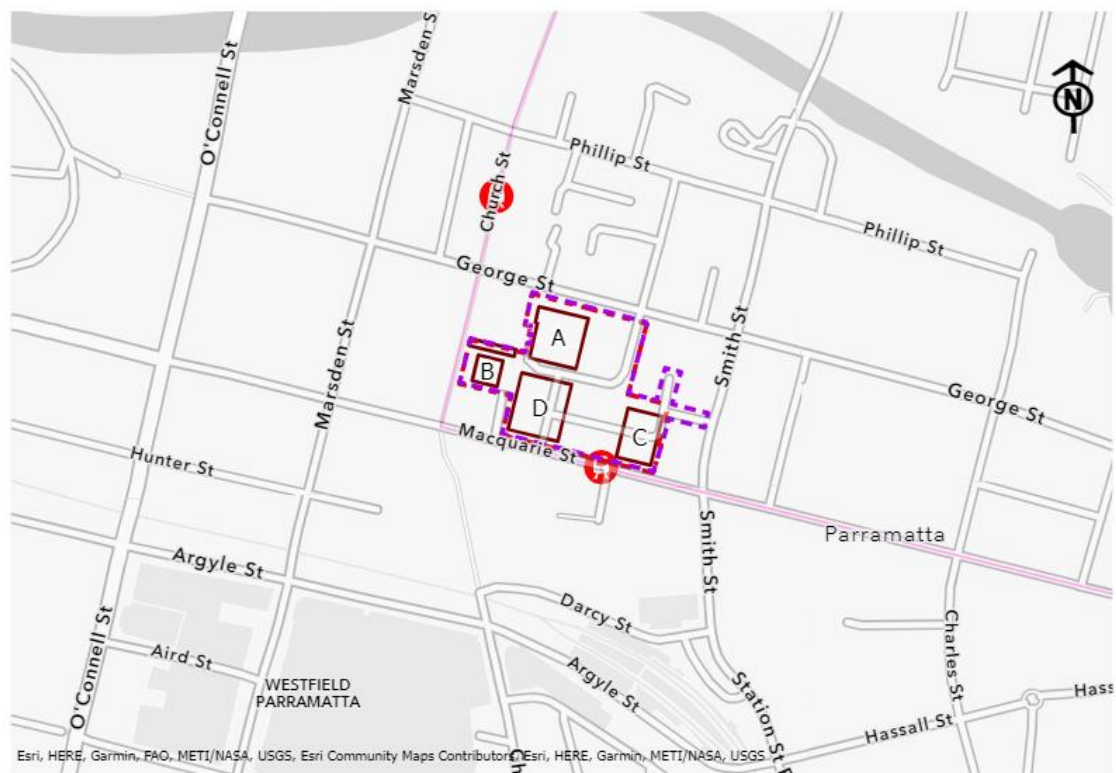 O'Connell St
Marsden S
N
Church St
Phillip St
Phillip St
George St
A
Smith St
Marsden St
B
D
C
George St
Macquarie St
Hunter St
Parramatta
Smith St
Argyle St
Darcy St
O'Connell St
Aird St
Argyle St
Charles St
WESTFIELD
PARRAMATTA
Station St
Hass
Hassall St
Ch
Esri, HERE, Garmin, FAO, METI/NASA, USGS, Esri Community Maps Contributors, Esri, HERE, Garmin, METI/NASA, USGS